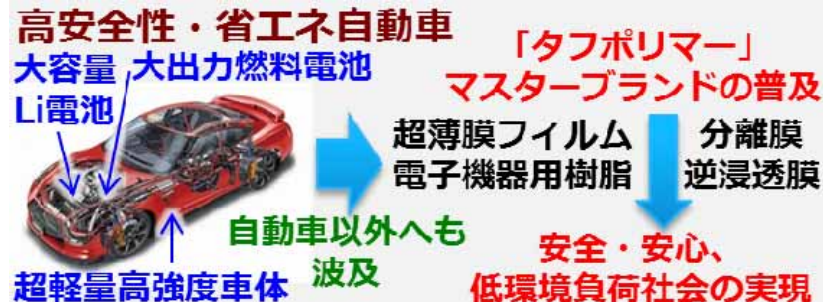 高安全性・省エネ自動車
大容量
Li電池
大出力燃料電池
超軽量高強度車体
自動車以外へも
波及
「タフポリマー」
マスターブランドの普及
超薄膜フィルム
電子機器用樹脂
分離膜
逆浸透膜
安全・安心、
低環境負荷社会の実現